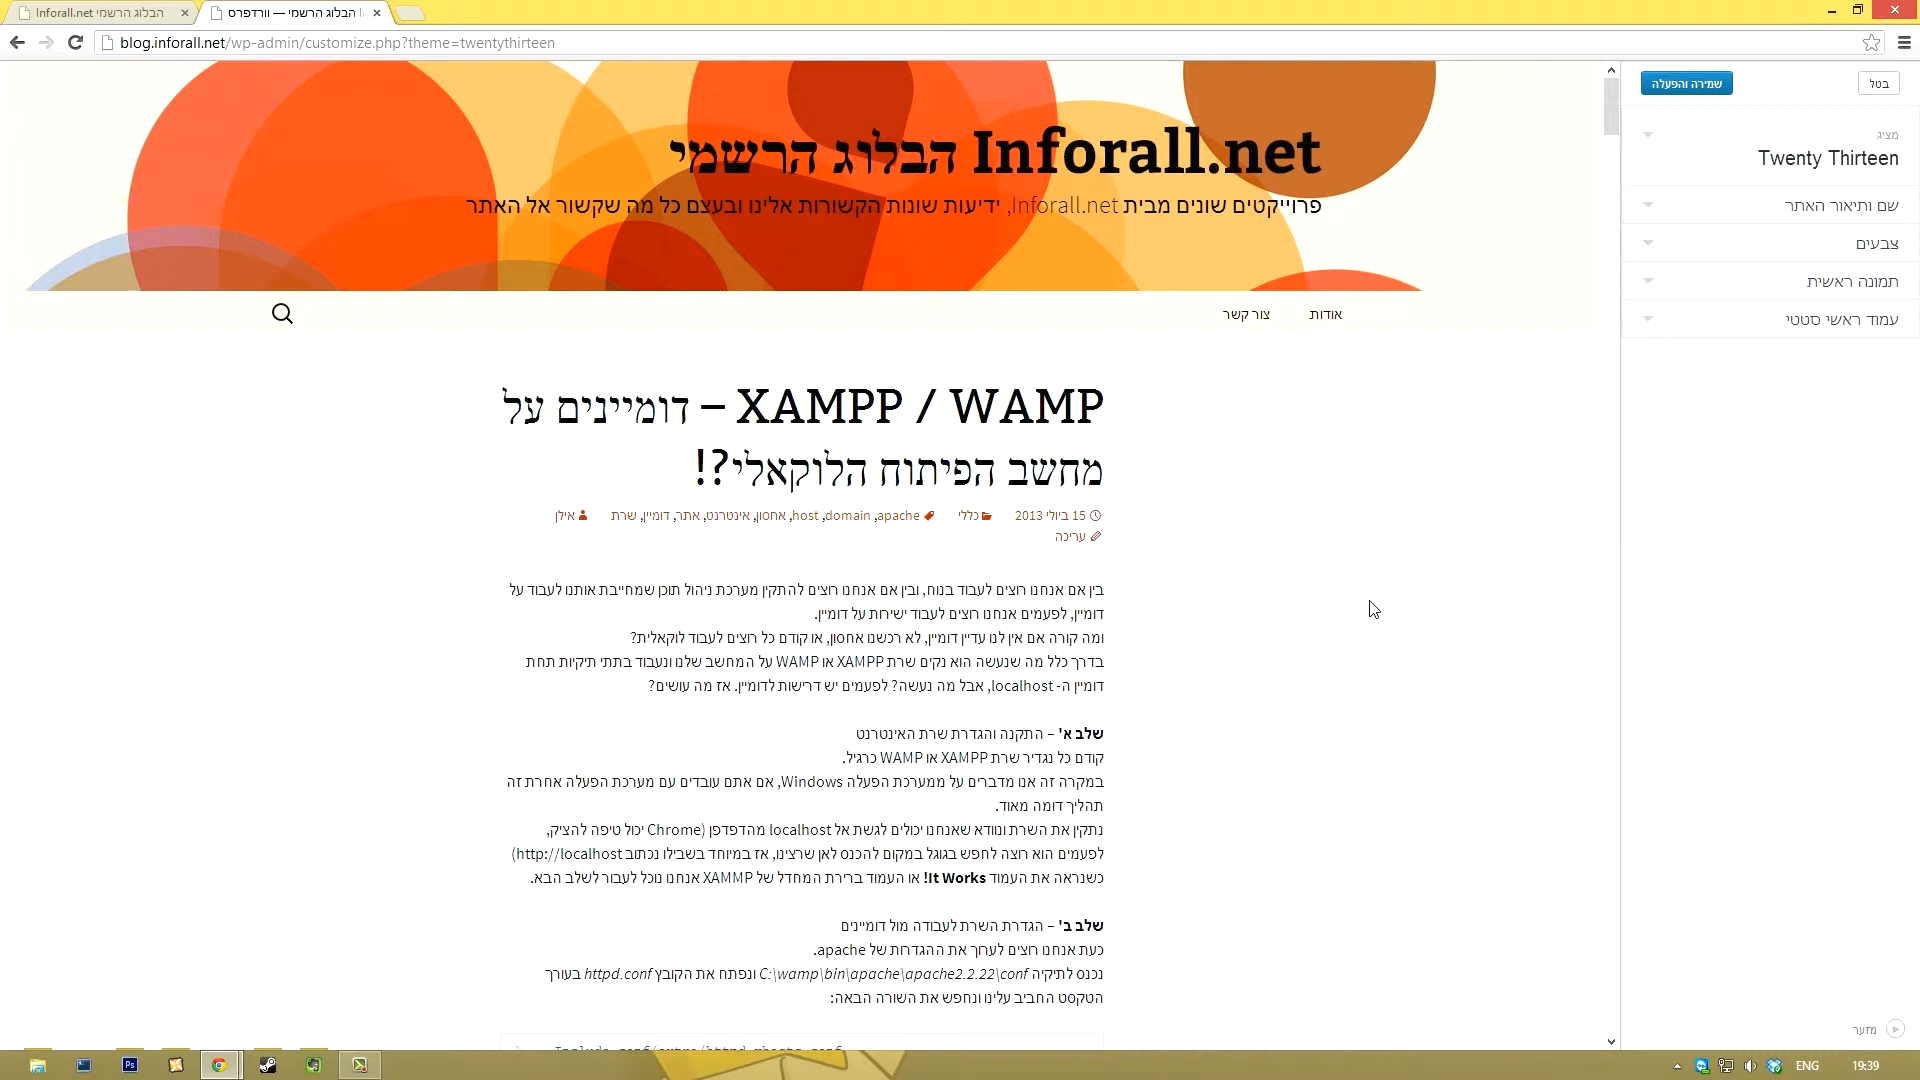 Inforall.net הבלוג הרשמי
הבלוג הרשמי — וורדפרס
blog.inforall.net/wp-admin/customize.php?theme=twentythirteen
Inforall.net הבלוג הרשמי
פרוייקטים שונים מבית Inforall.net, ידיעות שונות הקשורות אלינו ובעצם כל מה שקשור אל האתר
אודות
צור קשר
XAMPP / WAMP – דומיינים על
מחשב הפיתוח הלוקאלי?!
15 ביולי 2013 כללי apache, domain, host, אחסון, אינטרנט, אתר, דומיין, שרת אילן
עריכה
בין אם אנחנו רוצים לעבוד בנוח, ובין אם אנחנו רוצים להתקין מערכת ניהול תוכן שמחייבת אותנו לעבוד על
דומיין, לפעמים אנחנו רוצים לעבוד ישירות על דומיין.
ומה קורה אם אין לנו עדיין דומיין, לא רכשנו אחסון, או קודם כל רוצים לעבוד לוקאלית?
בדרך כלל מה שנעשה הוא נקים שרת XAMPP או WAMP על המחשב שלנו ונעבוד בתתי תיקיות תחת
דומיין ה- localhost, אבל מה נעשה? לפעמים יש דרישות לדומיין. אז מה עושים?
שלב א' – התקנה והגדרת שרת האינטרנט
קודם כל נגדיר שרת XAMPP או WAMP כרגיל.
במקרה זה אנו מדברים על ממערכת הפעלה Windows, אם אתם עובדים עם מערכת הפעלה אחרת זה
תהליך דומה מאוד.
נתקין את השרת ונוודא שאנחנו יכולים לגשת אל localhost מהדפדפן (Chrome יכול טיפה להציק,
לפעמים הוא רוצה לחפש בגוגל במקום להכנס לאן שרצינו, אז במיוחד בשבילו נכתוב http://localhost)
כשנראה את העמוד It Works! או העמוד ברירת המחדל של XAMMP אנחנו נוכל לעבור לשלב הבא.
שלב ב' – הגדרת השרת לעבודה מול דומיינים
כעת אנחנו רוצים לערוך את ההגדרות של apache.
נכנס לתיקיה C:\wamp\bin\apache\apache2.2.22\conf ונפתח את הקובץ httpd.conf בעורך
הטקסט החביב עלינו ונחפש את השורה הבאה:
שמירה והפעלה
בטל
מציג
Twenty Thirteen
שם ותיאור האתר
צבעים
תמונה ראשית
עמוד ראשי סטטי
מזער
Ps
ENG
19:39